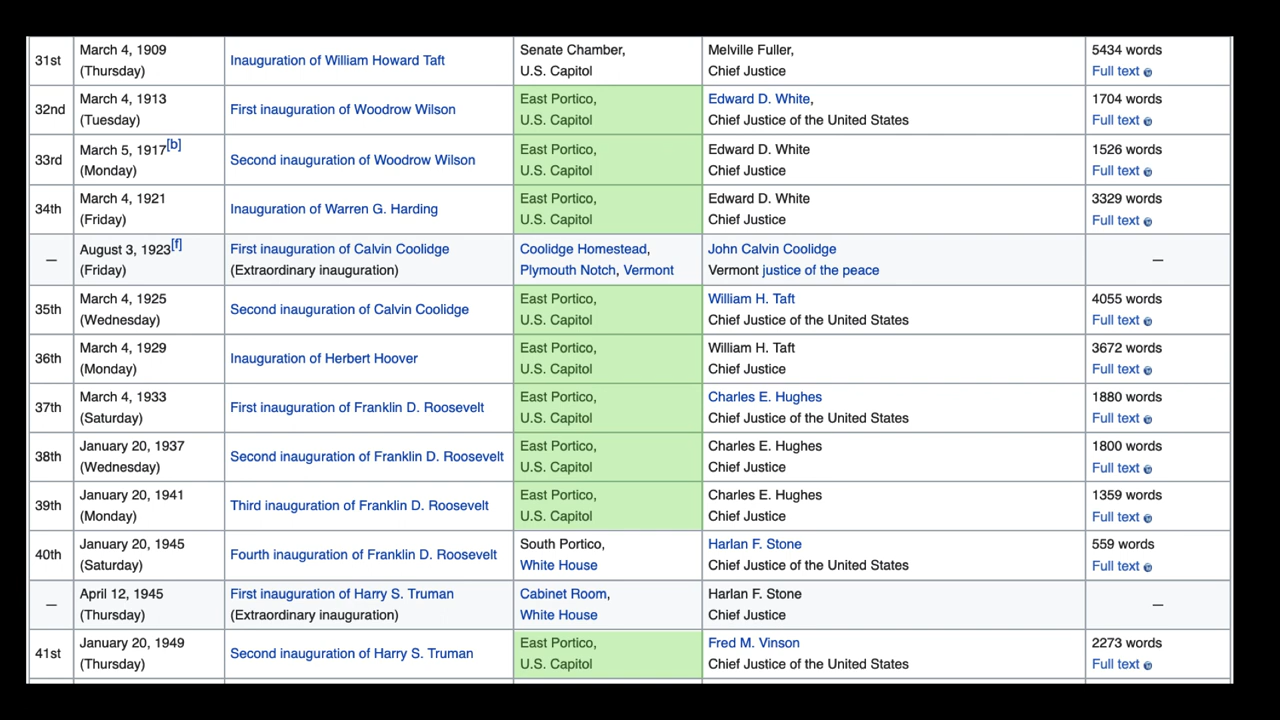 31st
March 4, 1909
(Thursday)
Inauguration of William Howard Taft
Senate Chamber,
U.S. Capitol
Melville Fuller,
Chief Justice
5434 words
Full text
32nd
March 4, 1913
(Tuesday)
First inauguration of Woodrow Wilson
East Portico,
U.S. Capitol
Edward D. White,
Chief Justice of the United States
1704 words
Full text
33rd
March 5, 1917[b]
(Monday)
Second inauguration of Woodrow Wilson
East Portico,
U.S. Capitol
Edward D. White
Chief Justice
1526 words
Full text
34th
March 4, 1921
(Friday)
Inauguration of Warren G. Harding
East Portico,
U.S. Capitol
Edward D. White
Chief Justice
3329 words
Full text
—
August 3, 1923[f]
(Friday)
First inauguration of Calvin Coolidge
(Extraordinary inauguration)
Coolidge Homestead,
Plymouth Notch, Vermont
John Calvin Coolidge
Vermont justice of the peace
—
35th
March 4, 1925
(Wednesday)
Second inauguration of Calvin Coolidge
East Portico,
U.S. Capitol
William H. Taft
Chief Justice of the United States
4055 words
Full text
36th
March 4, 1929
(Monday)
Inauguration of Herbert Hoover
East Portico,
U.S. Capitol
William H. Taft
Chief Justice
3672 words
Full text
37th
March 4, 1933
(Saturday)
First inauguration of Franklin D. Roosevelt
East Portico,
U.S. Capitol
Charles E. Hughes
Chief Justice of the United States
1880 words
Full text
38th
January 20, 1937
(Wednesday)
Second inauguration of Franklin D. Roosevelt
East Portico,
U.S. Capitol
Charles E. Hughes
Chief Justice
1800 words
Full text
39th
January 20, 1941
(Monday)
Third inauguration of Franklin D. Roosevelt
East Portico,
U.S. Capitol
Charles E. Hughes
Chief Justice
1359 words
Full text
40th
January 20, 1945
(Saturday)
Fourth inauguration of Franklin D. Roosevelt
South Portico,
White House
Harlan F. Stone
Chief Justice of the United States
559 words
Full text
—
April 12, 1945
(Thursday)
First inauguration of Harry S. Truman
(Extraordinary inauguration)
Cabinet Room,
White House
Harlan F. Stone
Chief Justice
—
41st
January 20, 1949
(Thursday)
Second inauguration of Harry S. Truman
East Portico,
U.S. Capitol
Fred M. Vinson
Chief Justice of the United States
2273 words
Full text